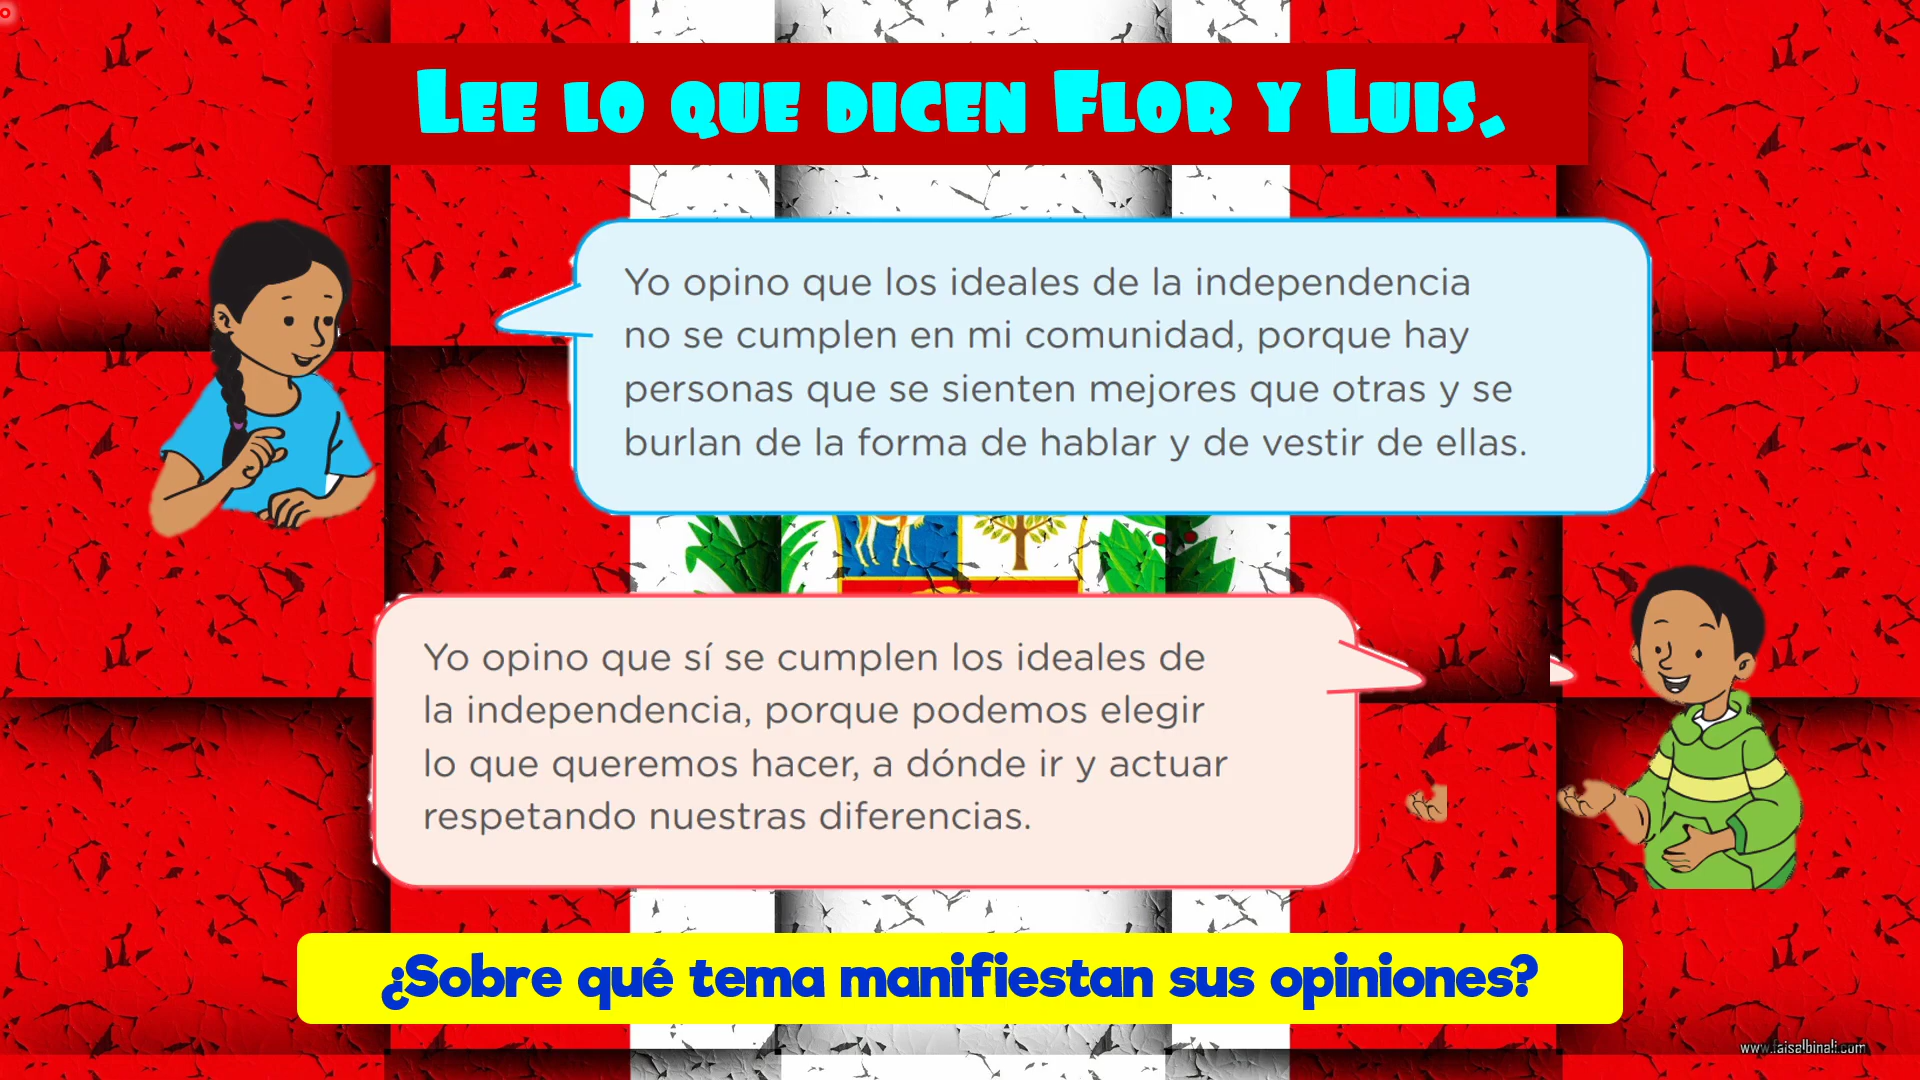 Lee lo que dicen Flor y Luis.
Yo opino que los ideales de la independencia
no se cumplen en mi comunidad, porque hay
personas que se sienten mejores que otras y se
burlan de la forma de hablar y de vestir de ellas.
Yo opino que sí se cumplen los ideales de
la independencia, porque podemos elegir
lo que queremos hacer, a dónde ir y actuar
respetando nuestras diferencias.
¿Sobre qué tema manifiestan sus opiniones?
www.faisalbinali.com